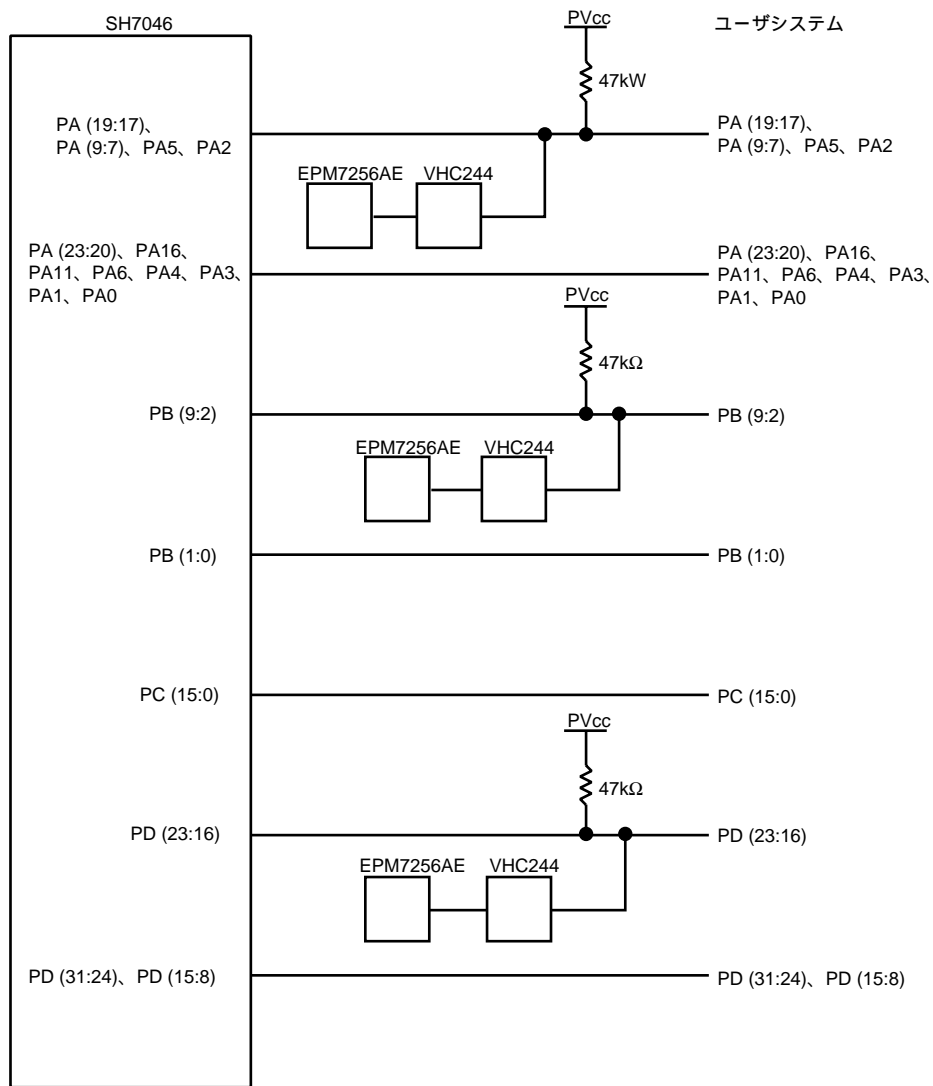 SH7046
PVcc
ユーザシステム
47kW
PA (19:17)、
PA (9:7)、PA5、PA2
PA (19:17)、
PA (9:7)、PA5、PA2
EPM7256AE
VHC244
PA (23:20)、PA16、
PA11、PA6、PA4、PA3、
PA1、PA0
PA (23:20)、PA16、
PA11、PA6、PA4、PA3、
PA1、PA0
PVcc
47kΩ
PB (9:2)
PB (9:2)
EPM7256AE
VHC244
PB (1:0)
PB (1:0)
PC (15:0)
PC (15:0)
PVcc
47kΩ
PD (23:16)
PD (23:16)
EPM7256AE
VHC244
PD (31:24)、PD (15:8)
PD (31:24)、PD (15:8)